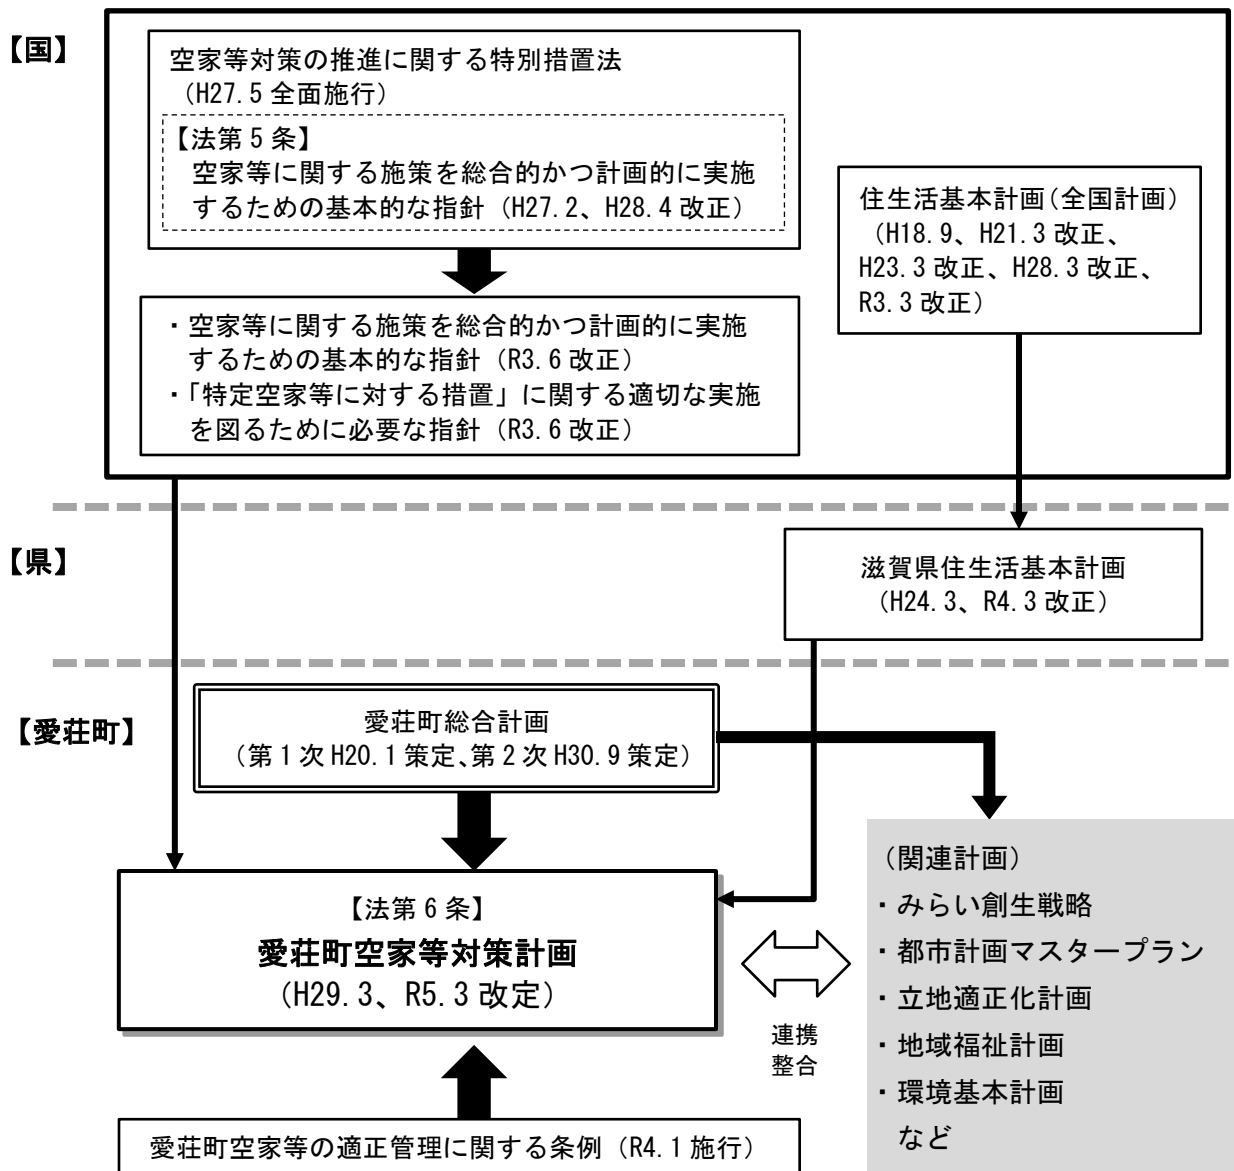 【国】
空家等対策の推進に関する特別措置法
（H27.5 全面施行）
【法第５条】
空家等に関する施策を総合的かつ計画的に実施
するための基本的な指針（H27.2、H28.4 改正）
・空家等に関する施策を総合的かつ計画的に実施
するための基本的な指針（R3.6 改正）
・「特定空家等に対する措置」に関する適切な実施
を図るために必要な指針（R3.6 改正）
住生活基本計画（全国計画）
（H18.9、H21.3 改正、
H23.3 改正、H28.3 改正、
R3.3 改正）
【県】
滋賀県住生活基本計画
（H24.3、R4.3 改正）
【愛荘町】
愛荘町総合計画
（第１次 H20.1 策定、第２次 H30.9 策定）
【法第６条】
愛荘町空家等対策計画
（H29.3、R5.3 改定）
連携
整合
（関連計画）
・みらい創生戦略
・都市計画マスタープラン
・立地適正化計画
・地域福祉計画
・環境基本計画
など
愛荘町空家等の適正管理に関する条例（R4.1 施行）